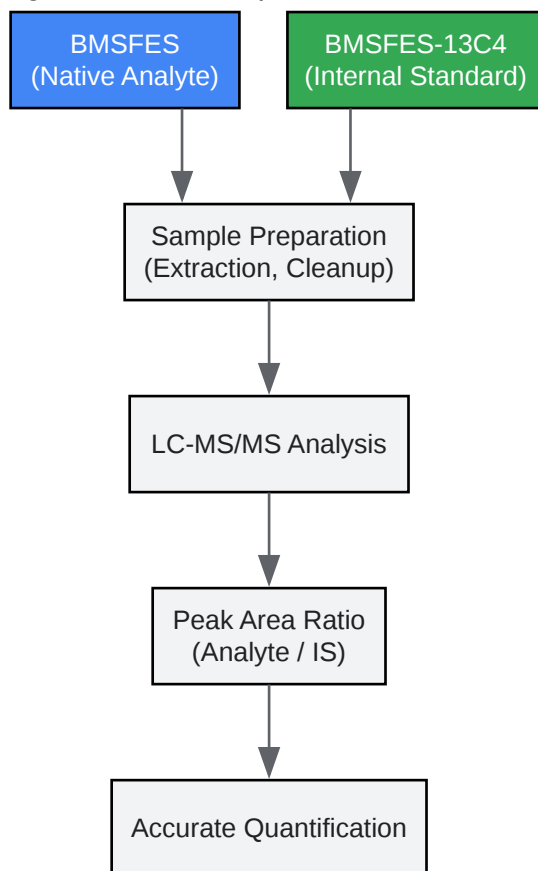 BMSFES
(Native Analyte)
BMSFES-13C4
(Internal Standard)
Sample Preparation
(Extraction, Cleanup)
LC-MS/MS Analysis
Peak Area Ratio
(Analyte / IS)
Accurate Quantification